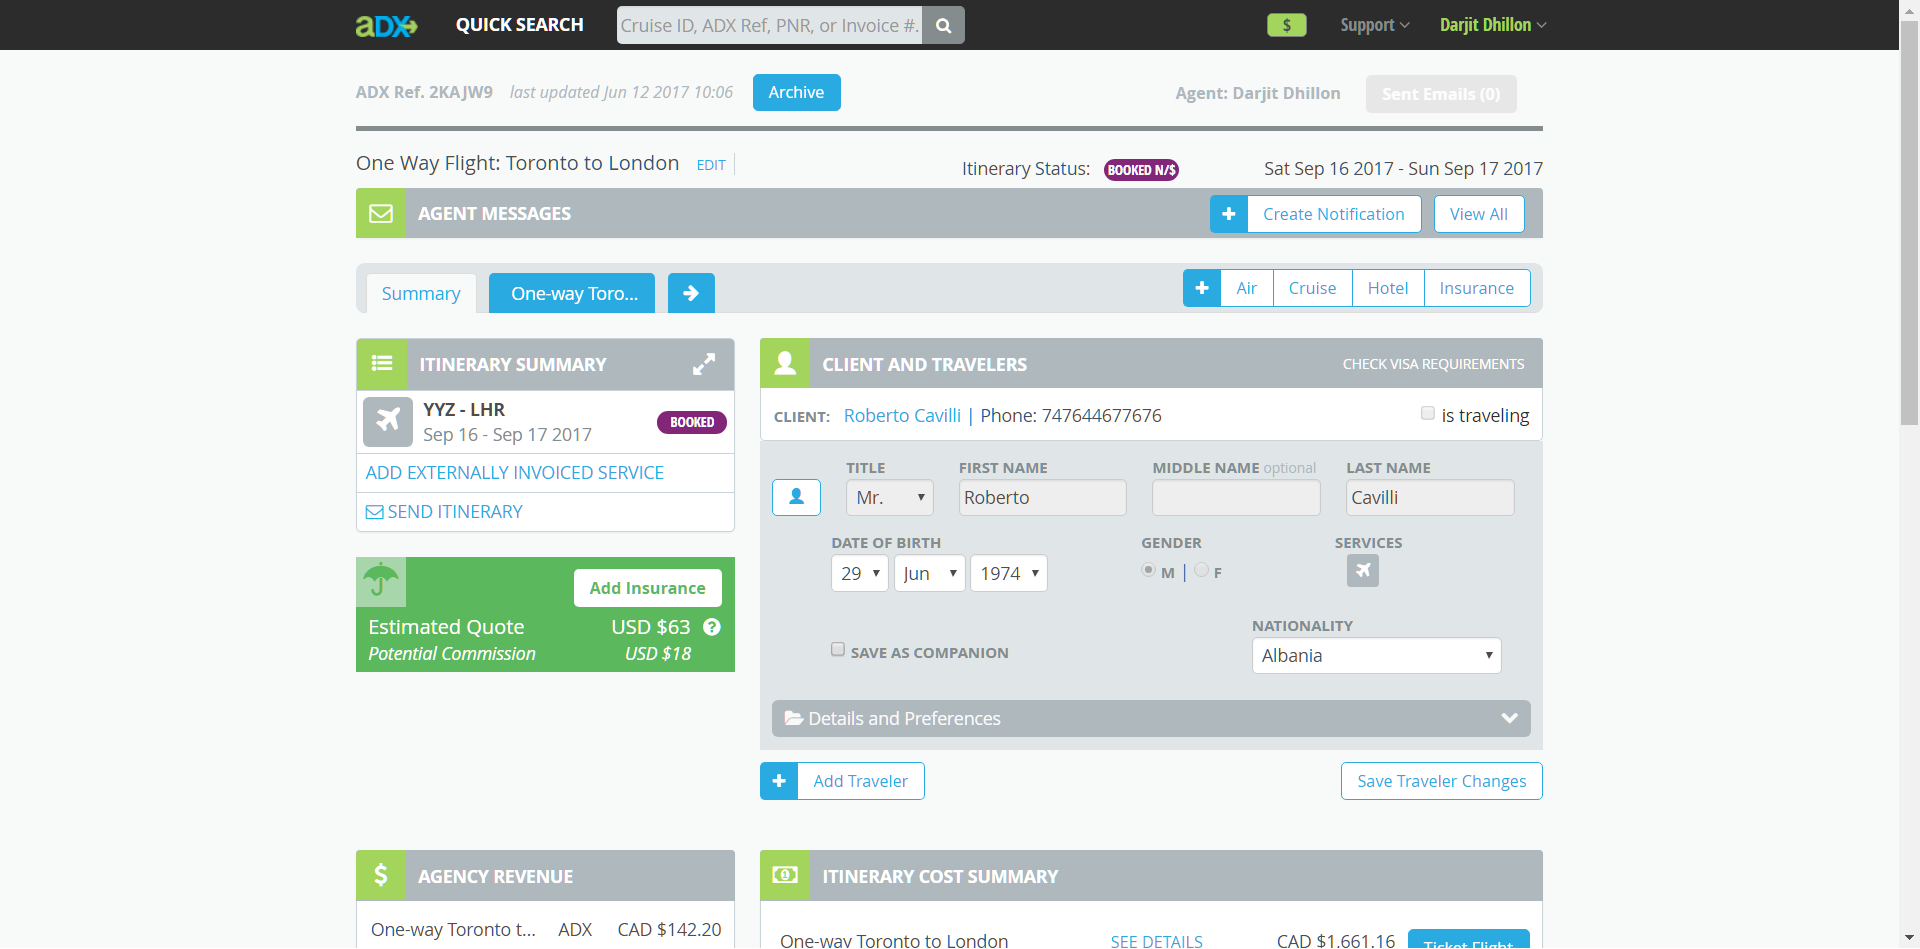 aDX QUICK SEARCH Cruise ID, ADX Ref, PNR, or Invoice #. $ Support Darjit Dhillon
ADX Ref. 2KAJW9 last updated Jun 12 2017 10:06 Archive Agent: Darjit Dhillon Sent Emails (0)
One Way Flight: Toronto to London EDIT Itinerary Status: BOOKED N/$ Sat Sep 16 2017 - Sun Sep 17 2017
AGENT MESSAGES + Create Notification View All
Summary One-way Toro... + Air Cruise Hotel Insurance
ITINERARY SUMMARY
YYZ - LHR
Sep 16 - Sep 17 2017
BOOKED
ADD EXTERNALLY INVOICED SERVICE
SEND ITINERARY
Add Insurance
Estimated Quote USD $63 ?
Potential Commission USD $18
CLIENT AND TRAVELERS CHECK VISA REQUIREMENTS
CLIENT: Roberto Cavilli | Phone: 747644677676 is traveling
TITLE FIRST NAME MIDDLE NAME optional LAST NAME
Mr. Roberto Cavilli
DATE OF BIRTH GENDER SERVICES
29 Jun 1974 M | F
NATIONALITY
SAVE AS COMPANION Albania
Details and Preferences
+ Add Traveler Save Traveler Changes
$ AGENCY REVENUE
One-way Toronto t... ADX CAD $142.20
ITINERARY COST SUMMARY
One-way Toronto to London SEE DETAILS CAD $1,661.16 Ticket Flight